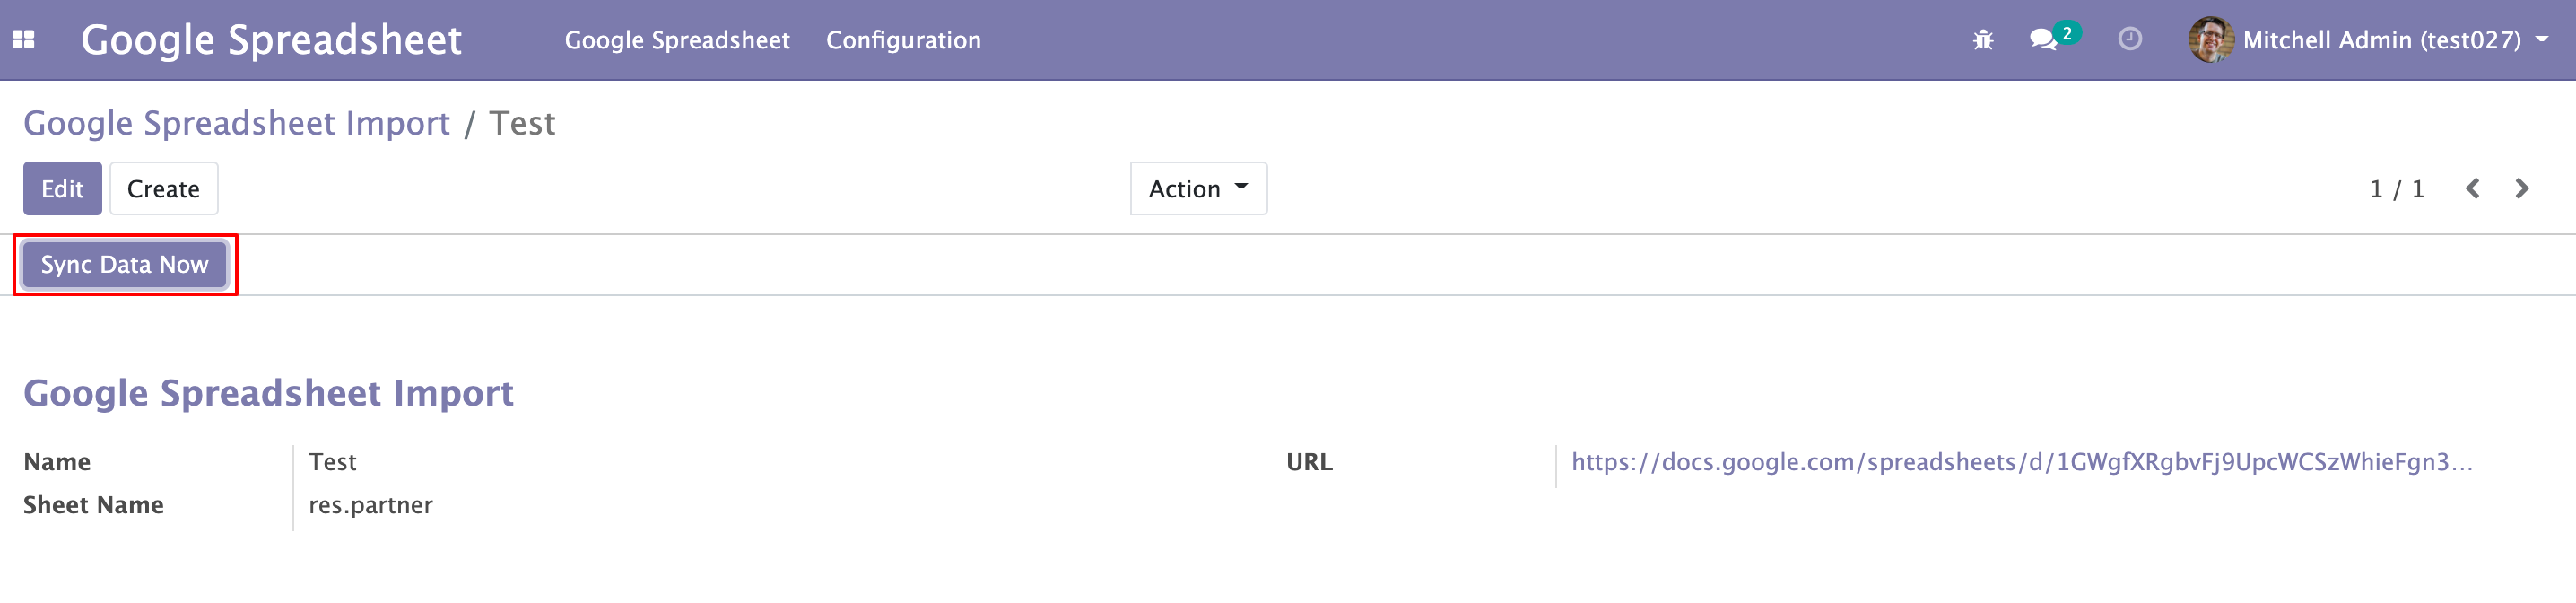 Google Spreadsheet Google Spreadsheet Configuration 2 Mitchell Admin (test027)
Google Spreadsheet Import / Test
Edit Create Action 1 / 1
Sync Data Now
Google Spreadsheet Import
Name Test URL https://docs.google.com/spreadsheets/d/1GWgfXRgbvFj9UpcWCSzWhieFgn3...
Sheet Name res.partner